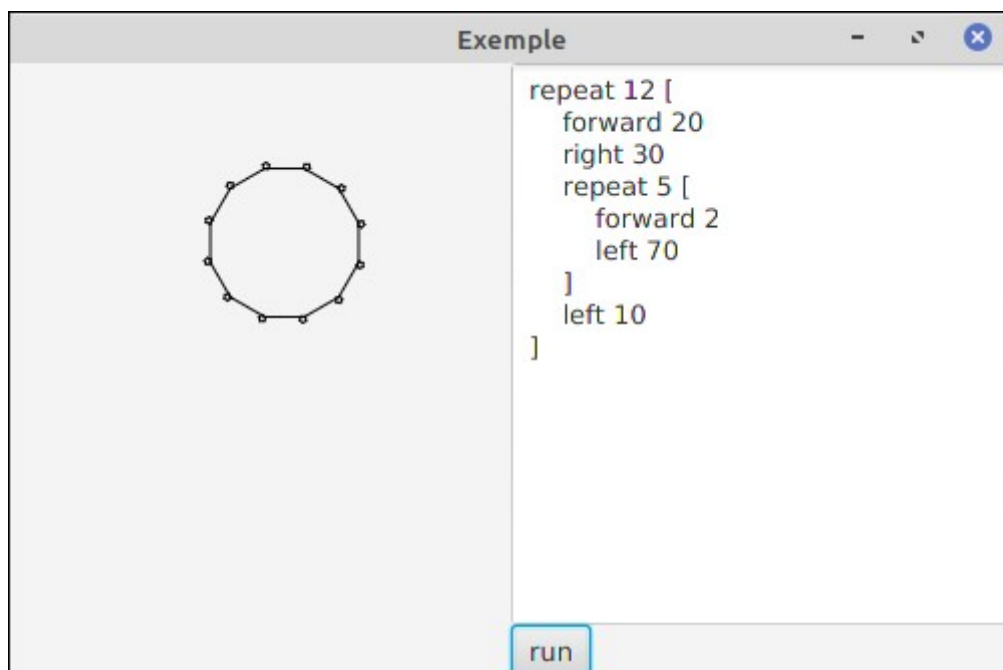 Exemple
repeat 12 [
forward 20
right 30
repeat 5 [
forward 2
left 70
]
left 10
]
run